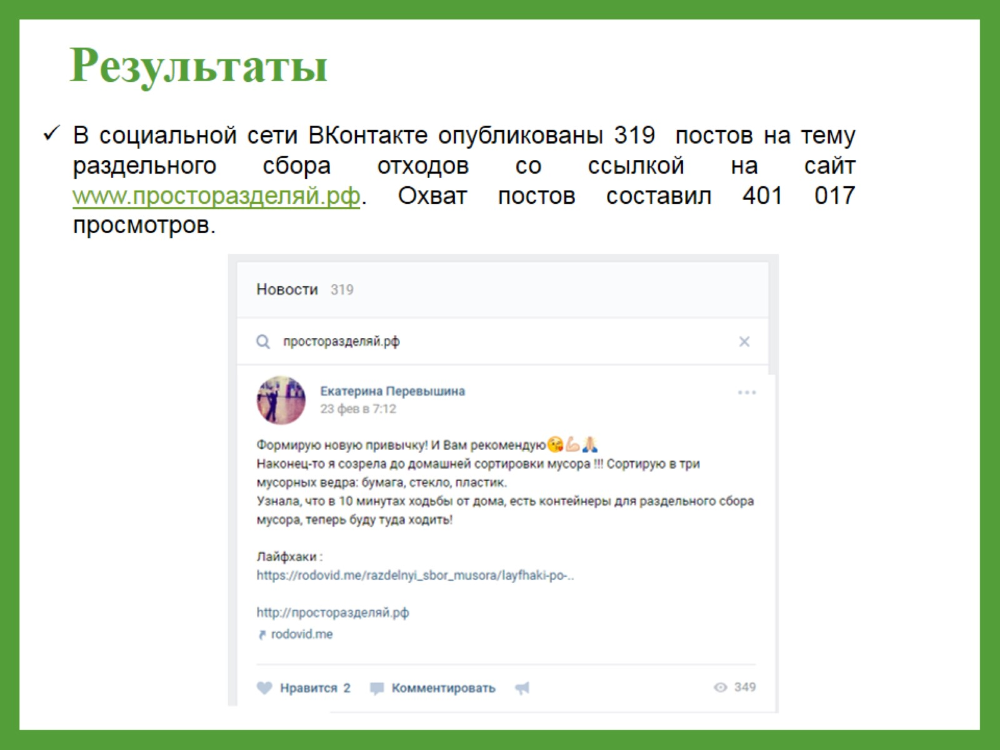 Результаты
✓ В социальной сети ВКонтакте опубликованы 319 постов на тему
раздельного сбора отходов со ссылкой на сайт
www.просторазделяй.рф. Охват постов составил 401 017
просмотров.
Новости 319
просторазделяй.рф
Екатерина Перевышина
23 фев в 7:12
Формирую новую привычку! И Вам рекомендую😘💪🙏
Наконец-то я созрела до домашней сортировки мусора !!! Сортирую в три
мусорных ведра: бумага, стекло, пластик.
Узнала, что в 10 минутах ходьбы от дома, есть контейнеры для раздельного сбора
мусора, теперь буду туда ходить!
Лайфхаки :
https://rodovid.me/razdelnyi_sbor_musora/layfhaki-po-..
http://просторазделяй.рф
rodovid.me
Нравится 2 Комментировать 349